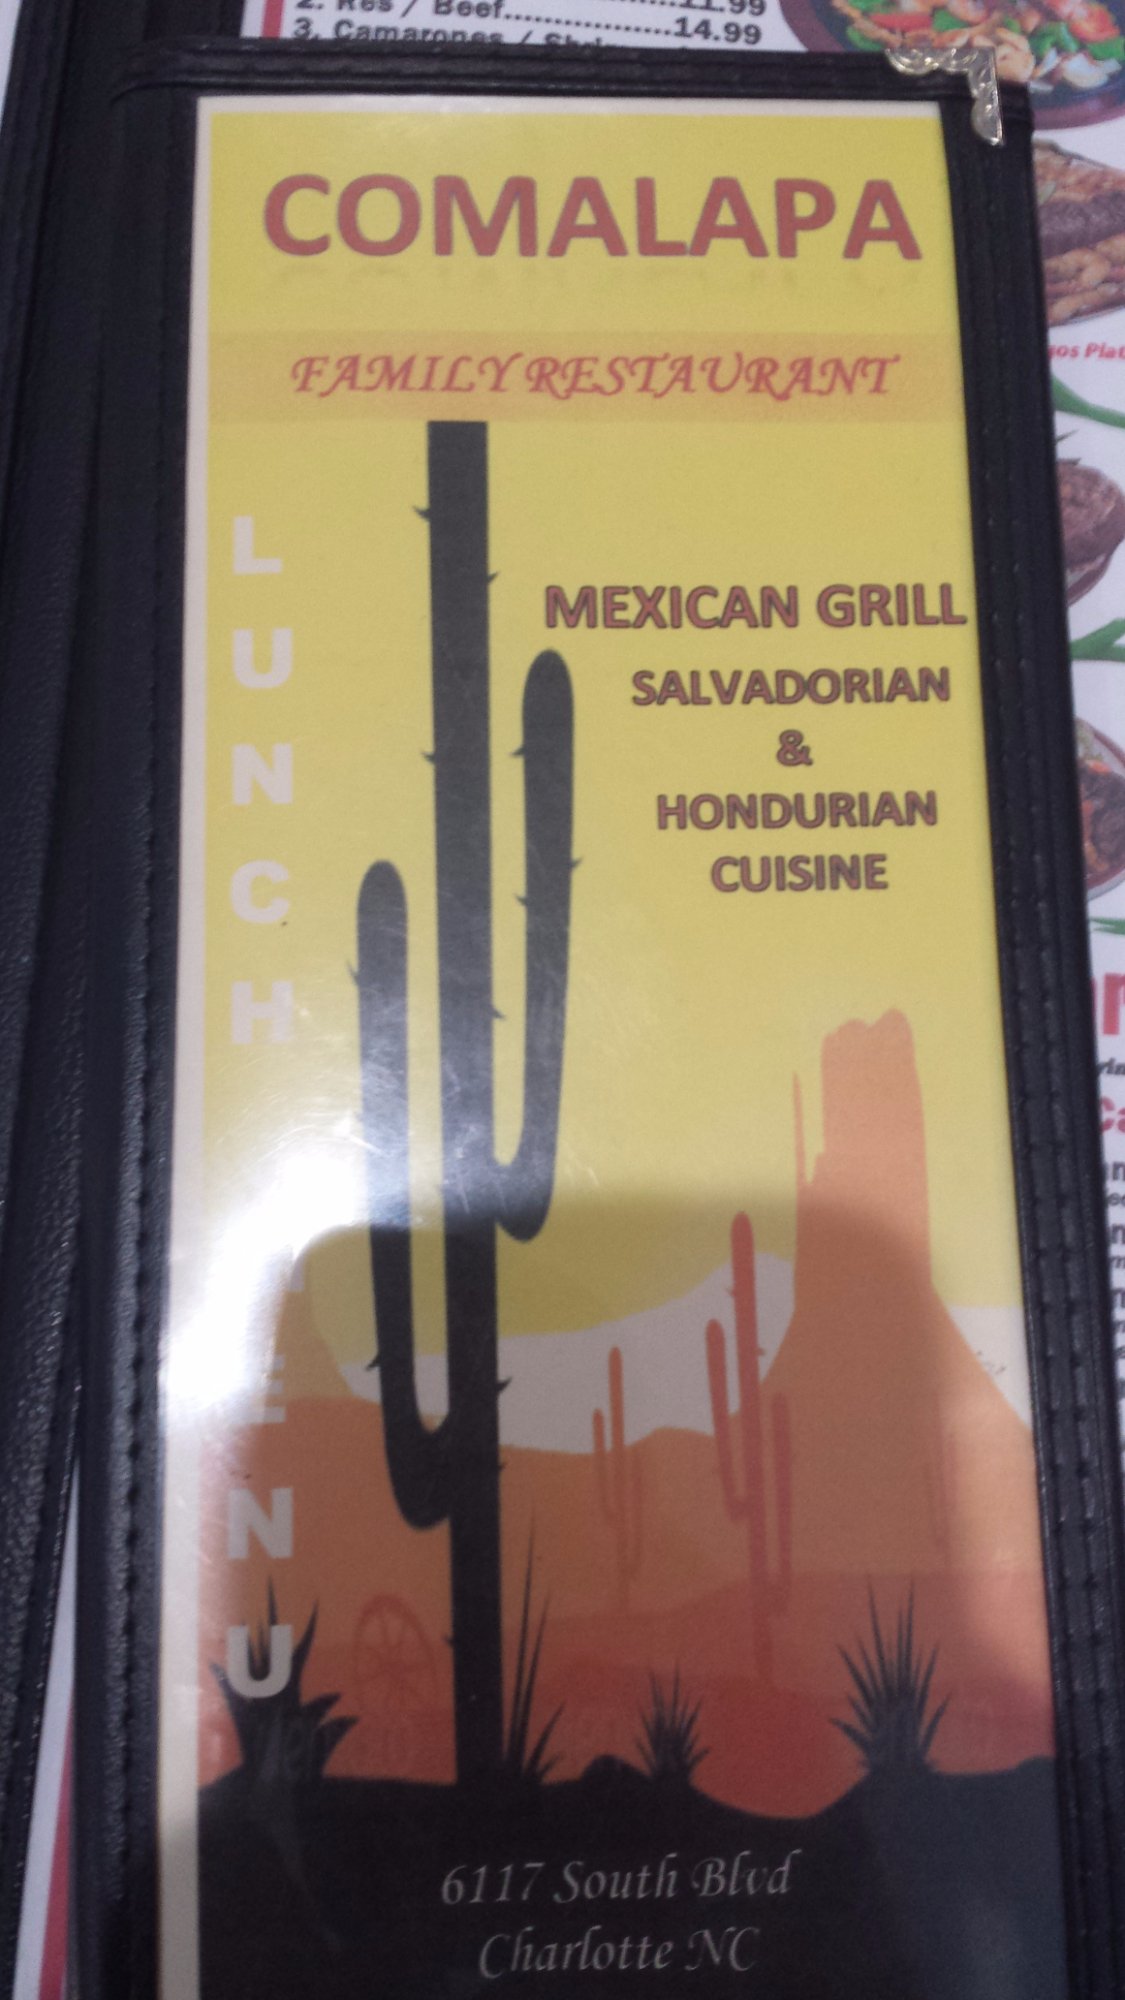 2. Res / Beef..................14.99
11.99
3. Camarones /
COMALAPA
FAMILY RESTAURANT
LUNCH
MENU
MEXICAN GRILL
SALVADORIAN
&
HONDURIAN
CUISINE
6117 South Blvd
Charlotte NC